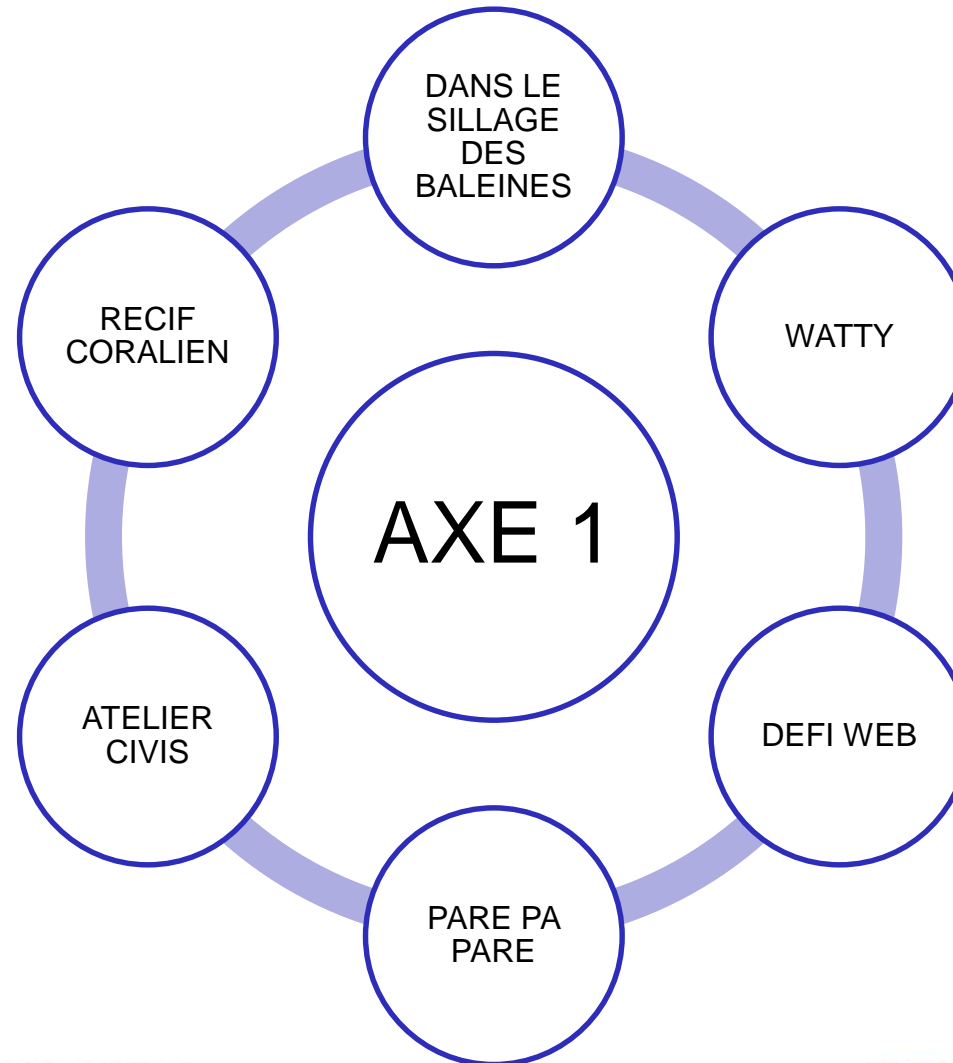 DANS LE
SILLAGE
DES
BALEINES
WATTY
DEFI WEB
PARE PA
PARE
ATELIER
CIVIS
RECIF
CORALIEN
AXE 1